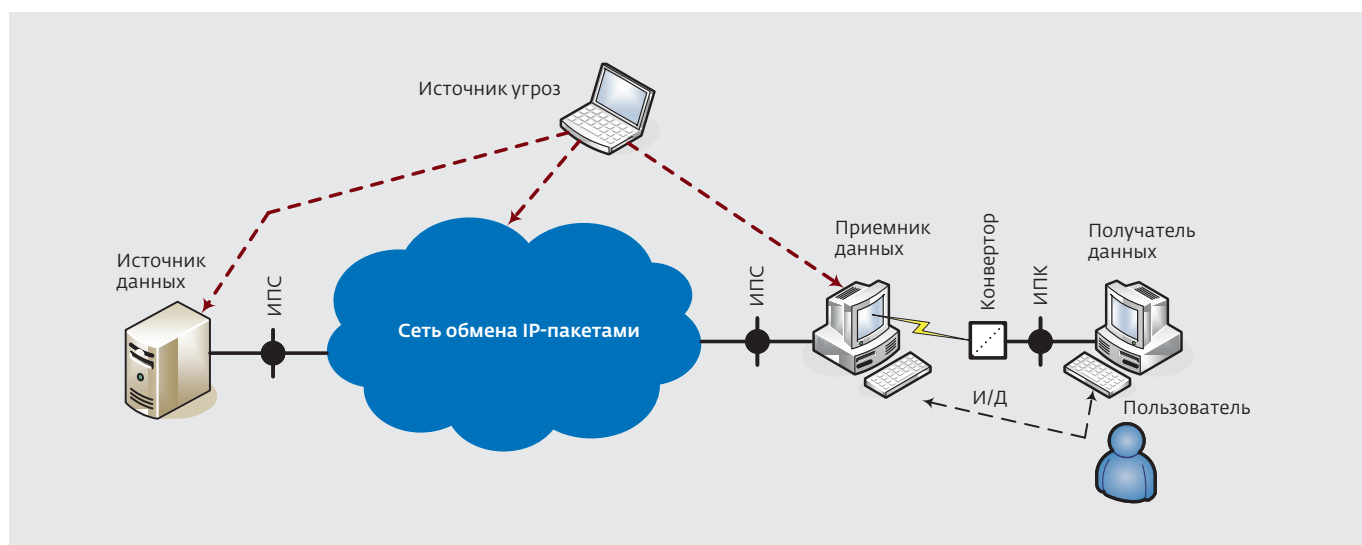 Источник угроз
Источник
данных
ИПС
Сеть обмена IP-пакетами
ИПС
Приемник
данных
Конвертор
ИПК
Получатель
данных
И/Д
Пользователь